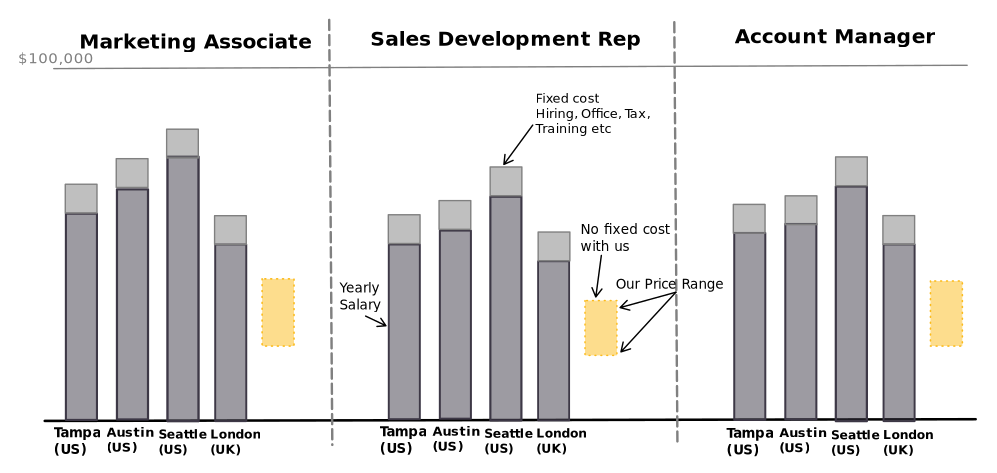 Marketing Associate
Sales Development Rep
Account Manager
$100,000
Fixed cost
Hiring, Office, Tax,
Training etc
No fixed cost
with us
Our Price Range
Yearly
Salary
Tampa
(US)
Austin
(US)
Seattle
(US)
London
(UK)
Tampa
(US)
Austin
(US)
Seattle
(US)
London
(UK)
Tampa
(US)
Austin
(US)
Seattle
(US)
London
(UK)